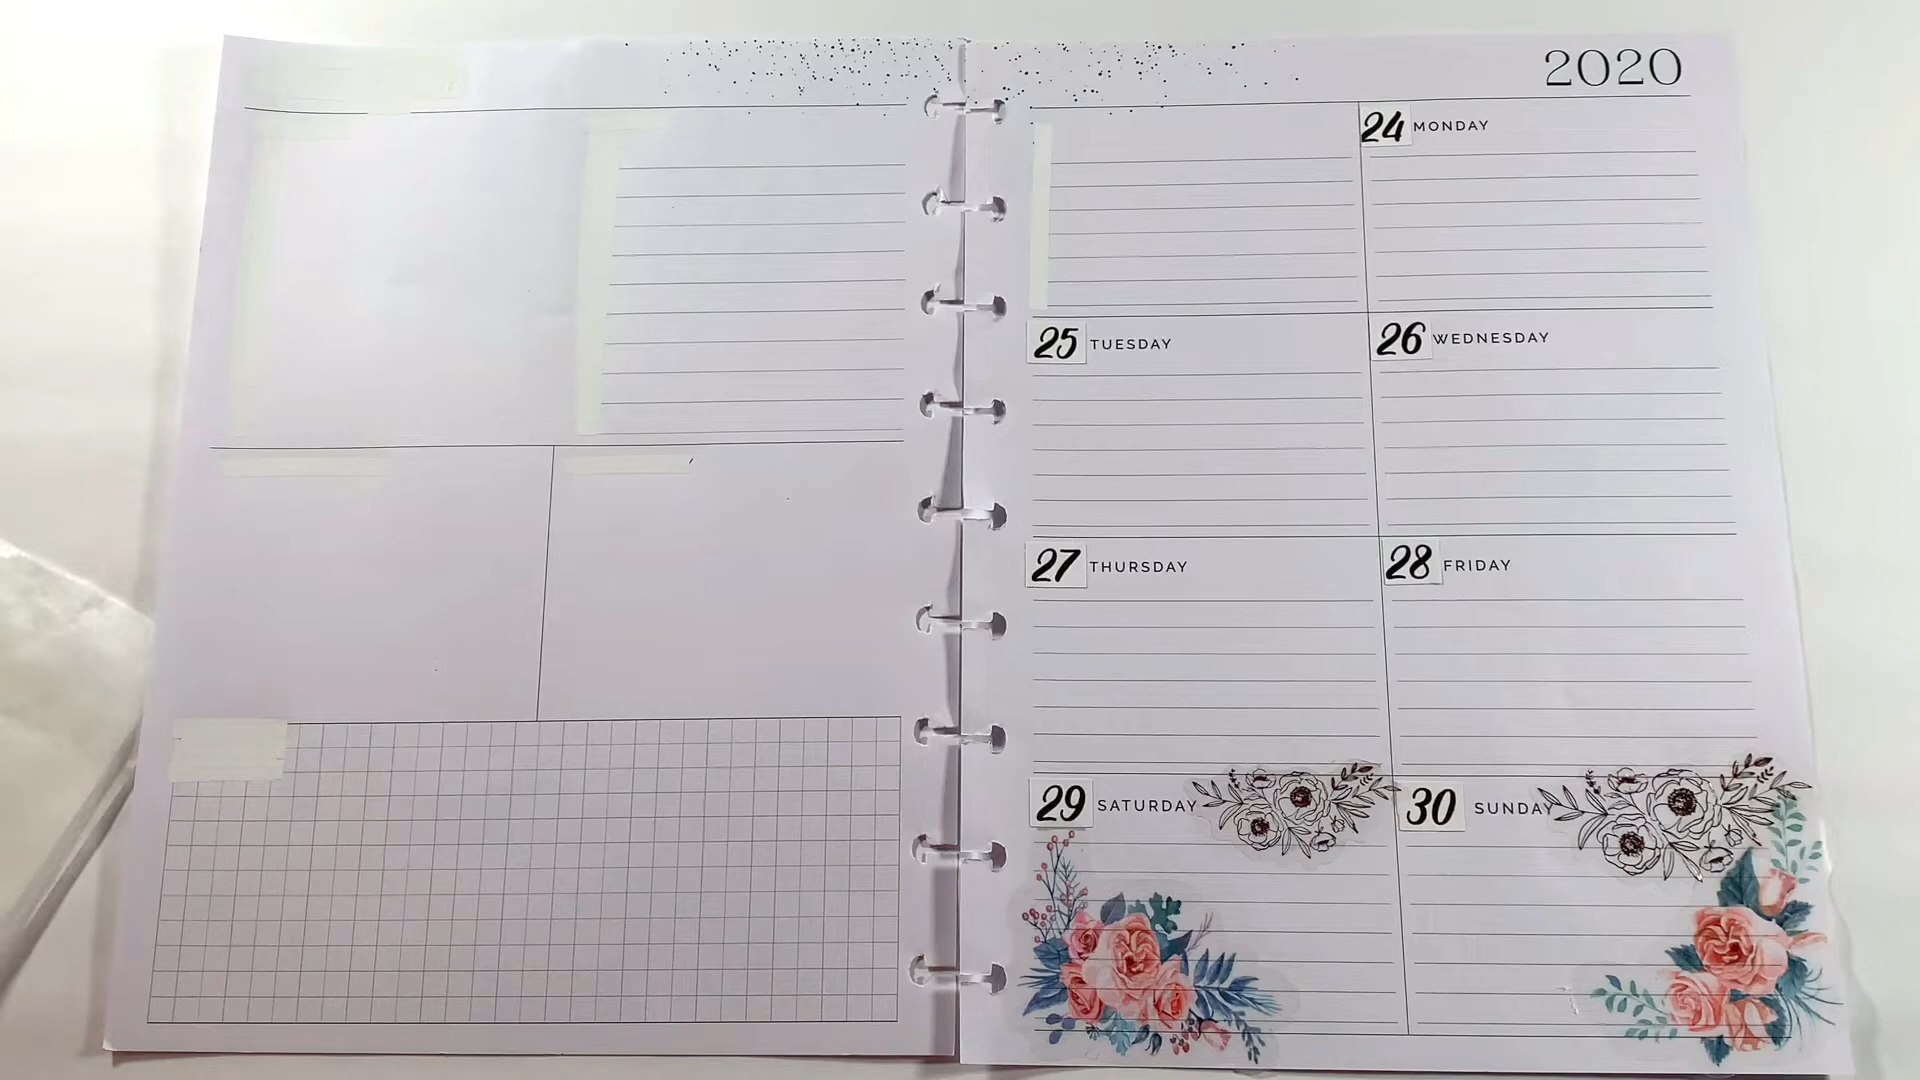 2020
24 MONDAY
25 TUESDAY
26 WEDNESDAY
27 THURSDAY
28 FRIDAY
29 SATURDAY
30 SUNDAY